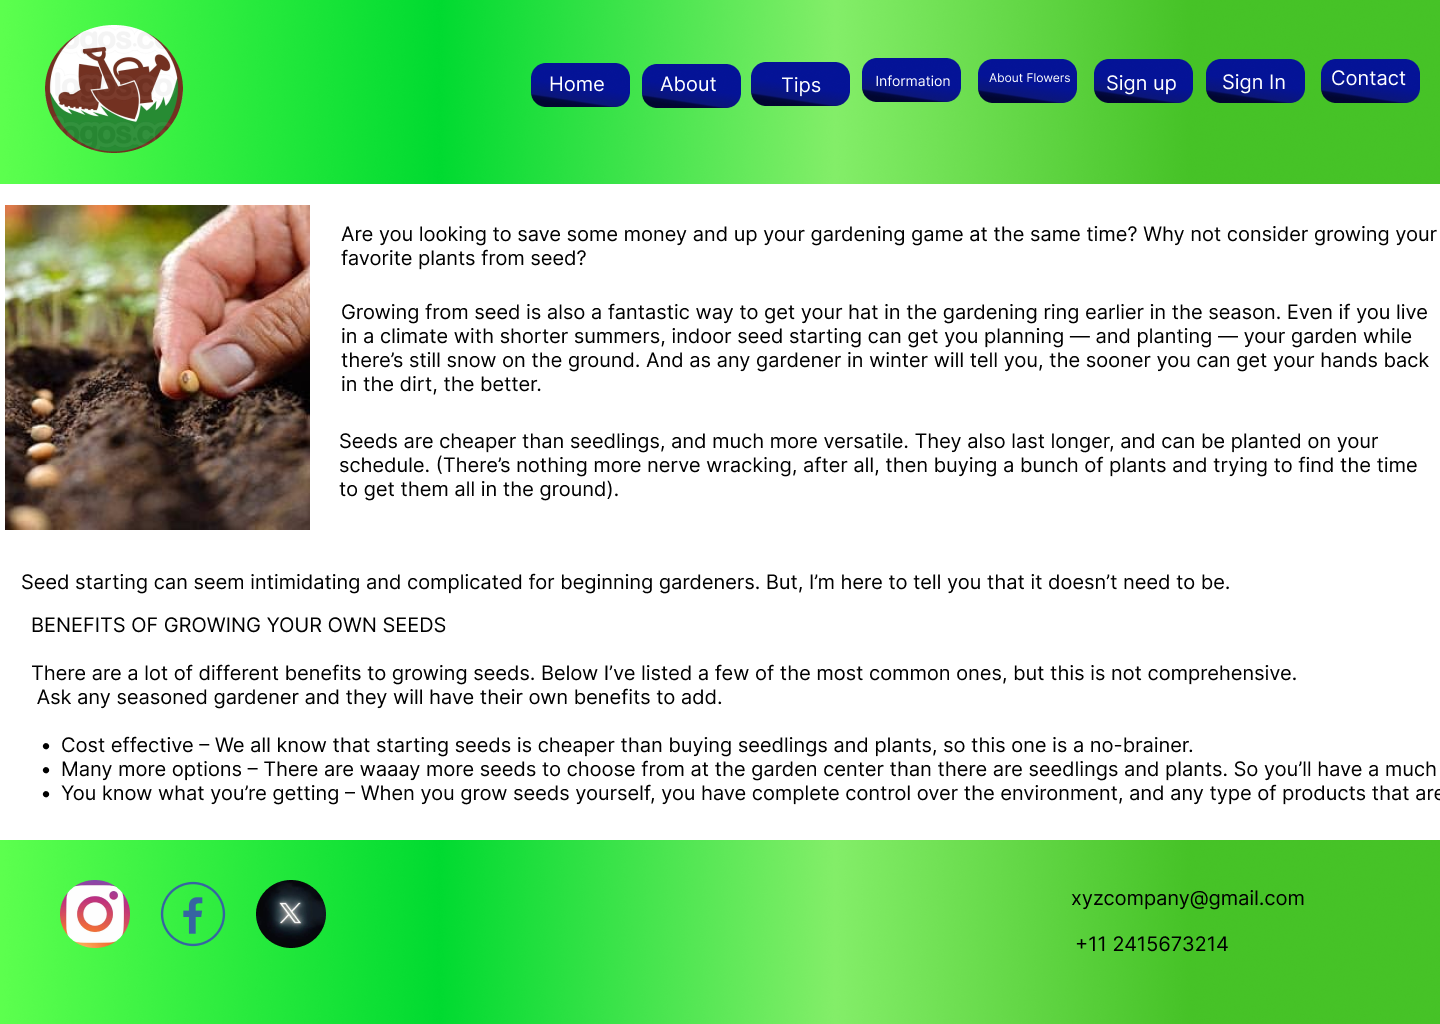 Home
About
Tips
Information
About Flowers
Sign up
Sign In
Contact
Are you looking to save some money and up your gardening game at the same time? Why not consider growing your
favorite plants from seed?
Growing from seed is also a fantastic way to get your hat in the gardening ring earlier in the season. Even if you live
in a climate with shorter summers, indoor seed starting can get you planning — and planting — your garden while
there’s still snow on the ground. And as any gardener in winter will tell you, the sooner you can get your hands back
in the dirt, the better.
Seeds are cheaper than seedlings, and much more versatile. They also last longer, and can be planted on your
schedule. (There’s nothing more nerve wracking, after all, then buying a bunch of plants and trying to find the time
to get them all in the ground).
Seed starting can seem intimidating and complicated for beginning gardeners. But, I’m here to tell you that it doesn’t need to be.
BENEFITS OF GROWING YOUR OWN SEEDS
There are a lot of different benefits to growing seeds. Below I’ve listed a few of the most common ones, but this is not comprehensive.
Ask any seasoned gardener and they will have their own benefits to add.
• Cost effective – We all know that starting seeds is cheaper than buying seedlings and plants, so this one is a no-brainer.
• Many more options – There are waaay more seeds to choose from at the garden center than there are seedlings and plants. So you’ll have a much
• You know what you’re getting – When you grow seeds yourself, you have complete control over the environment, and any type of products that are
xyzcompany@gmail.com
+11 2415673214